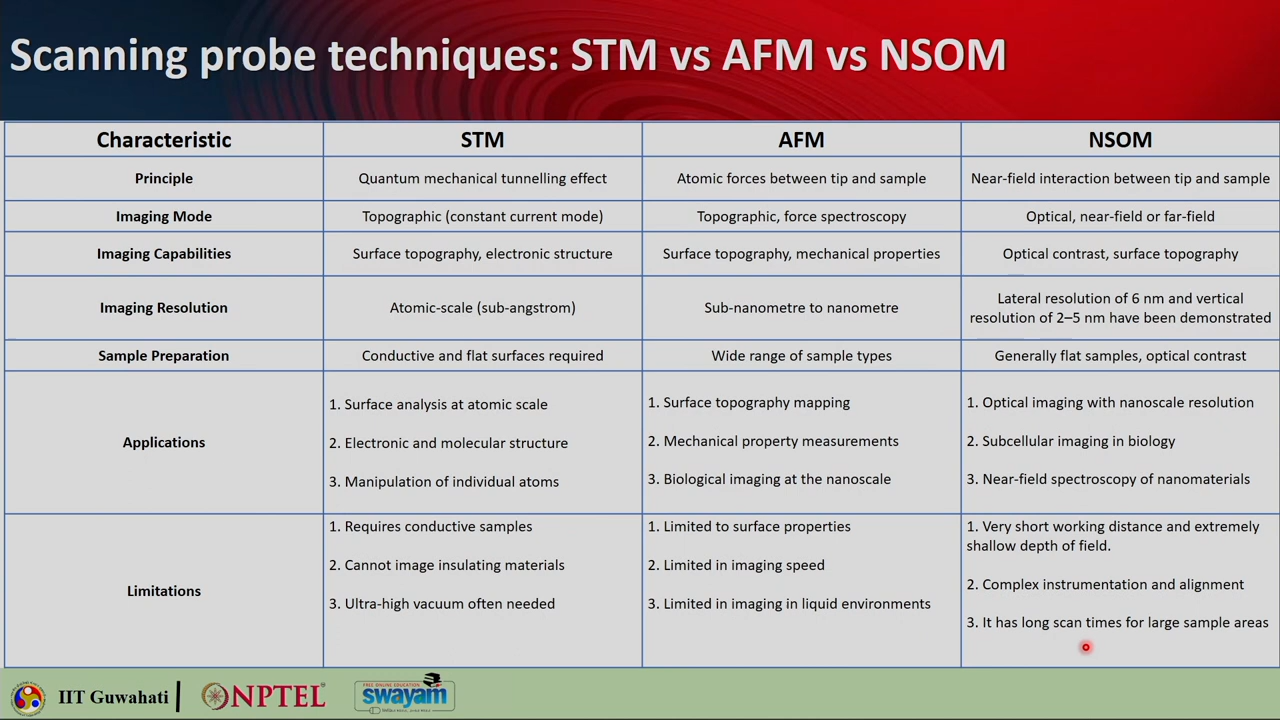 Scanning probe techniques: STM vs AFM vs NSOM
Characteristic STM AFM NSOM
Principle Quantum mechanical tunnelling effect Atomic forces between tip and sample Near-field interaction between tip and sample
Imaging Mode Topographic (constant current mode) Topographic, force spectroscopy Optical, near-field or far-field
Imaging Capabilities Surface topography, electronic structure Surface topography, mechanical properties Optical contrast, surface topography
Imaging Resolution Atomic-scale (sub-angstrom) Sub-nanometre to nanometre Lateral resolution of 6 nm and vertical
resolution of 2–5 nm have been demonstrated
Sample Preparation Conductive and flat surfaces required Wide range of sample types Generally flat samples, optical contrast
Applications
1. Surface analysis at atomic scale
2. Electronic and molecular structure
3. Manipulation of individual atoms
1. Surface topography mapping
2. Mechanical property measurements
3. Biological imaging at the nanoscale
1. Optical imaging with nanoscale resolution
2. Subcellular imaging in biology
3. Near-field spectroscopy of nanomaterials
Limitations
1. Requires conductive samples
2. Cannot image insulating materials
3. Ultra-high vacuum often needed
1. Limited to surface properties
2. Limited in imaging speed
3. Limited in imaging in liquid environments
1. Very short working distance and extremely
shallow depth of field.
2. Complex instrumentation and alignment
3. It has long scan times for large sample areas
IIT Guwahati
NPTEL
FREE ONLINE EDUCATION
swayam